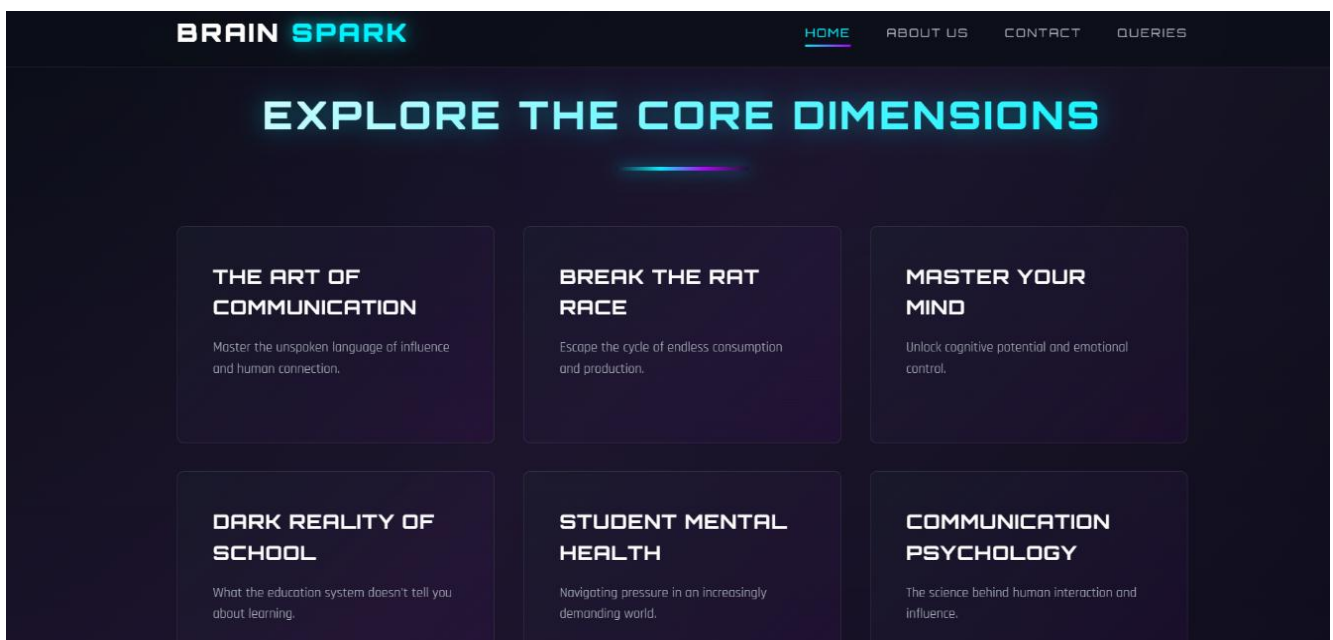 BRAIN SPARK
HOME ABOUT US CONTACT QUERIES
EXPLORE THE CORE DIMENSIONS
THE ART OF
COMMUNICATION
Master the unspoken language of influence
and human connection.
BREAK THE RAT
RACE
Escape the cycle of endless consumption
and production.
MASTER YOUR
MIND
Unlock cognitive potential and emotional
control.
DARK REALITY OF
SCHOOL
What the education system doesn't tell you
about learning.
STUDENT MENTAL
HEALTH
Navigating pressure in an increasingly
demanding world.
COMMUNICATION
PSYCHOLOGY
The science behind human interaction and
influence.